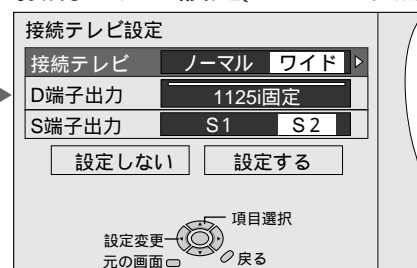 接続テレビ設定
接続テレビ ノーマル ワイド
D端子出力 1125i固定
S端子出力 S1 S2
設定しない 設定する
項目選択
設定変更
元の画面 戻る